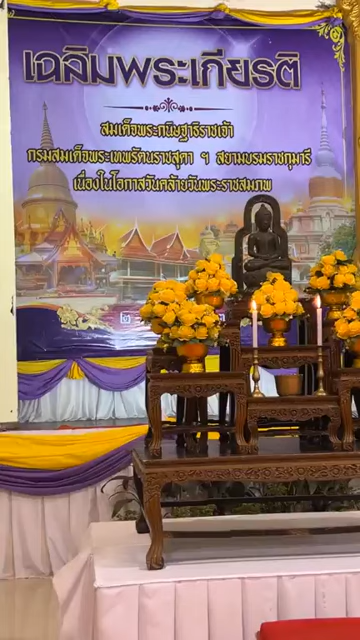 เฉลิมพระเกียรติ
สมเด็จพระกนิษฐาธิราชเจ้า
กรมสมเด็จพระเทพรัตนราชสุดา ฯ สยามบรมราชกุมารี
เนื่องในโอกาสวันคล้ายวันพระราชสมภพ